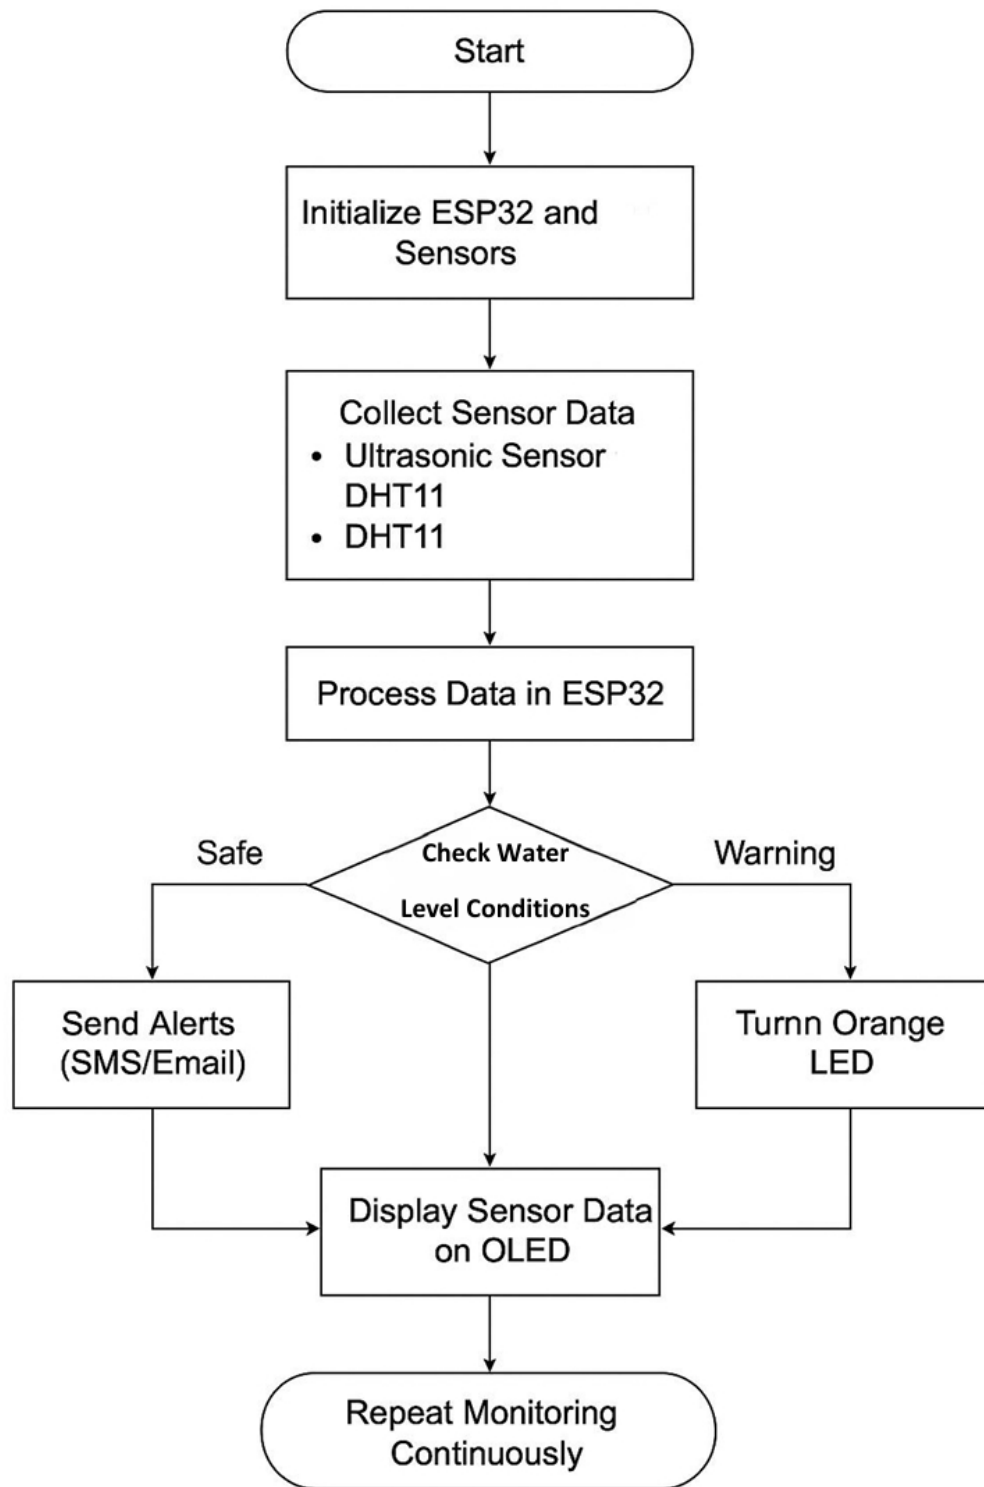 Start
Initialize ESP32 and
Sensors
Collect Sensor Data
• Ultrasonic Sensor
DHT11
• DHT11
Process Data in ESP32
Safe
Check Water
Level Conditions
Warning
Send Alerts
(SMS/Email)
Turnn Orange
LED
Display Sensor Data
on OLED
Repeat Monitoring
Continuously